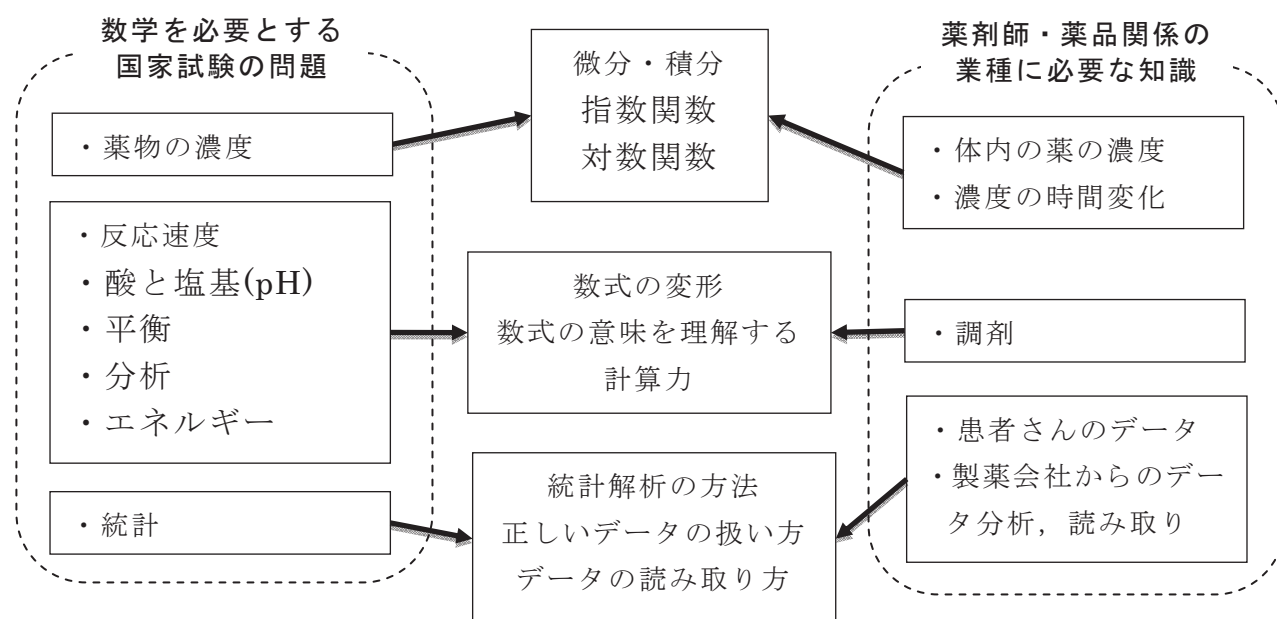 数学を必要とする
国家試験の問題
・薬物の濃度
・反応速度
・酸と塩基(pH)
・平衡
・分析
・エネルギー
・統計
微分・積分
指数関数
対数関数
数式の変形
数式の意味を理解する
計算力
統計解析の方法
正しいデータの扱い方
データの読み取り方
薬剤師・薬品関係の
業種に必要な知識
・体内の薬の濃度
・濃度の時間変化
・調剤
・患者さんのデータ
・製薬会社からのデー
タ分析，読み取り